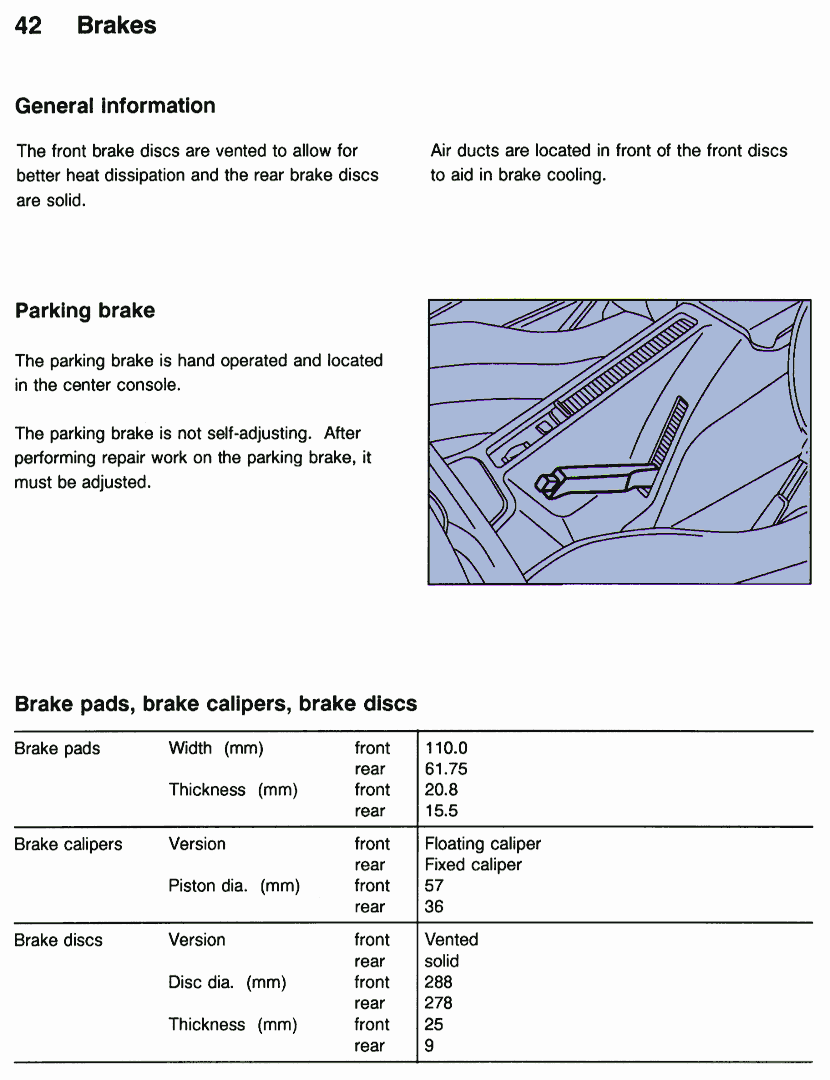 42 Brakes
General information
The front brake discs are vented to allow for
better heat dissipation and the rear brake discs
are solid.
Air ducts are located in front of the front discs
to aid in brake cooling.
Parking brake
The parking brake is hand operated and located
in the center console.
The parking brake is not self-adjusting. After
performing repair work on the parking brake, it
must be adjusted.
Brake pads, brake calipers, brake discs
Brake pads Width (mm) front 110.0
rear 61.75
Thickness (mm) front 20.8
rear 15.5
Brake calipers Version front Floating caliper
rear Fixed caliper
Piston dia. (mm) front 57
rear 36
Brake discs Version front Vented
rear solid
Disc dia. (mm) front 288
rear 278
Thickness (mm) front 25
rear 9